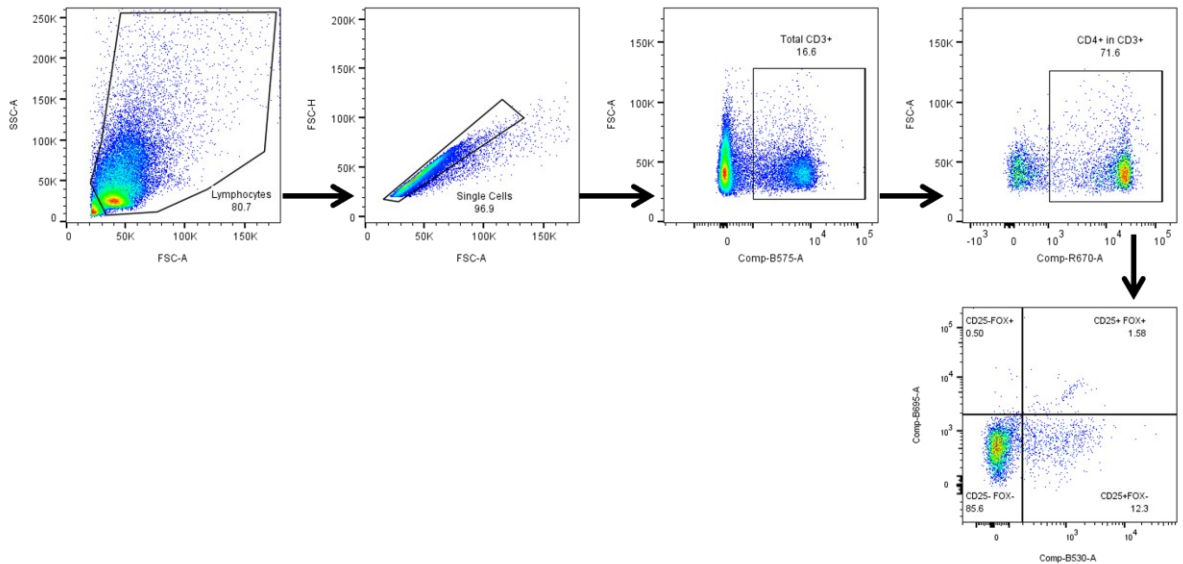 250K
200K
150K
100K
50K
0
SSC-A
Lymphocytes
80.7
0 50K 100K 150K
FSC-A
200K
150K
100K
50K
0
FSC-H
Single Cells
96.9
0 50K 100K 150K
FSC-A
150K
100K
50K
0
FSC-A
Total CD3+
16.6
0 10^4 10^5
Comp-B575-A
150K
100K
50K
0
FSC-A
CD4+ in CD3+
71.6
-10^3 0 10^3 10^4 10^5
Comp-R670-A
10^5
10^4
10^3
0
Comp-B695-A
CD25-FOX+
0.50
CD25+ FOX+
1.58
CD25- FOX-
85.6
CD25+FOX-
12.3
0 10^3 10^4
Comp-B530-A